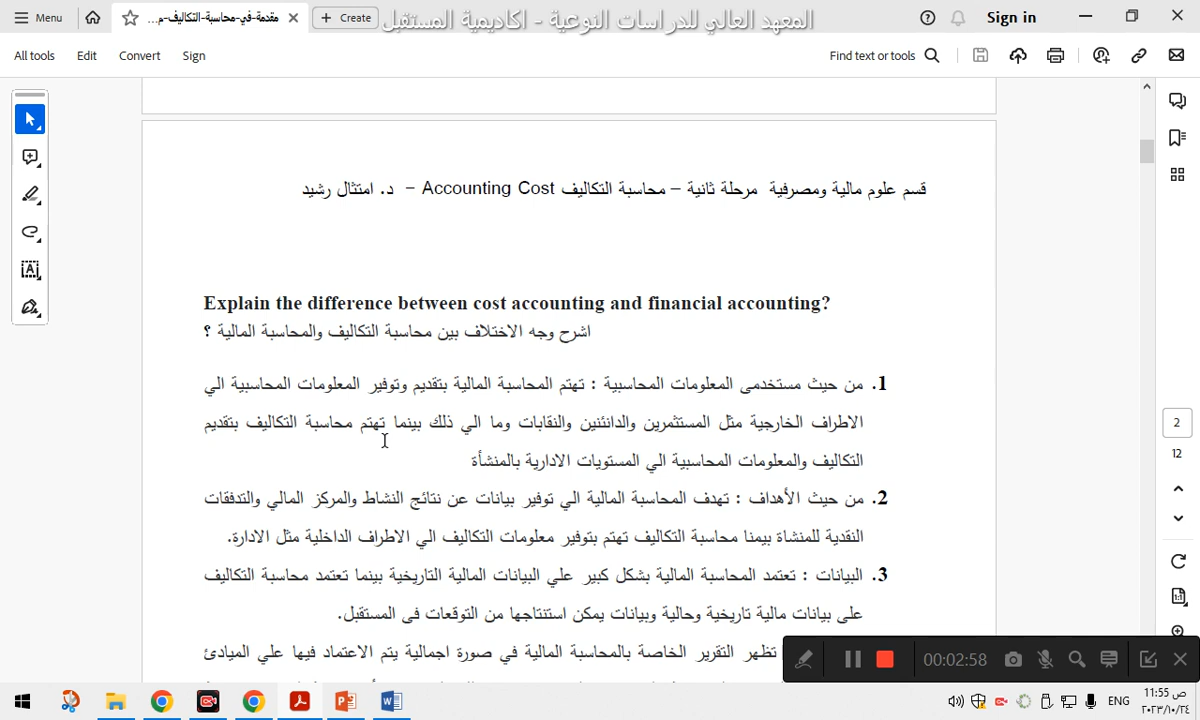 Menu
مقدمة-في-محاسبة-التكاليف-م...
Create
المعهد العالي للدراسات النوعية - اكاديمية المستقبل
Sign in
All tools
Edit
Convert
Sign
Find text or tools
قسم علوم مالية ومصرفية مرحلة ثانية – محاسبة التكاليف Accounting Cost – د. امتثال رشيد
Explain the difference between cost accounting and financial accounting?
اشرح وجه الاختلاف بين محاسبة التكاليف والمحاسبة المالية ؟
1. من حيث مستخدمى المعلومات المحاسبية : تهتم المحاسبة المالية بتقديم وتوفير المعلومات المحاسبية الي
الاطراف الخارجية مثل المستثمرين والدائنين والنقابات وما الي ذلك بينما تهتم محاسبة التكاليف بتقديم
التكاليف والمعلومات المحاسبية الي المستويات الادارية بالمنشأة
2. من حيث الأهداف : تهدف المحاسبة المالية الي توفير بيانات عن نتائج النشاط والمركز المالي والتدفقات
النقدية للمنشاة بيمنا محاسبة التكاليف تهتم بتوفير معلومات التكاليف الي الاطراف الداخلية مثل الادارة.
3. البيانات : تعتمد المحاسبة المالية بشكل كبير علي البيانات المالية التاريخية بينما تعتمد محاسبة التكاليف
على بيانات مالية تاريخية وحالية وبيانات يمكن استنتاجها من التوقعات فى المستقبل.
تظهر التقرير الخاصة بالمحاسبة المالية في صورة اجمالية يتم الاعتماد فيها علي الميادئ
2
12
00:02:58
ENG
11:55 ص
٢٠٢٣/١٠/٢٤